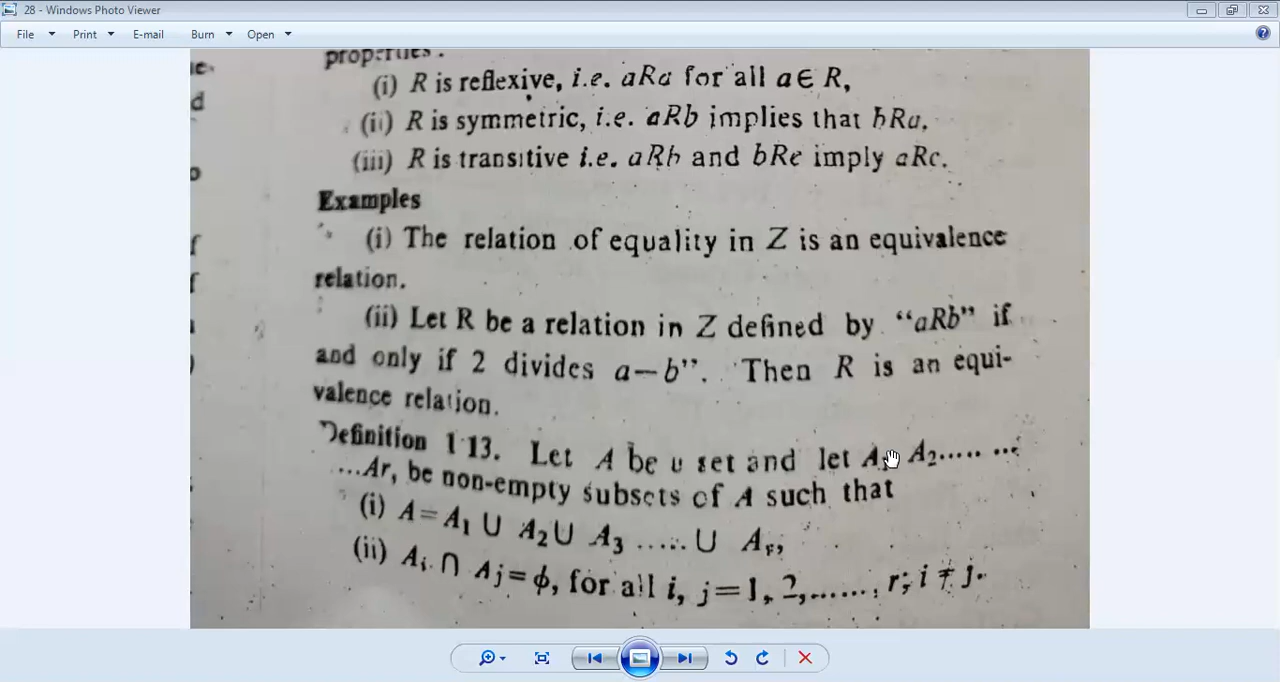 28 - Windows Photo Viewer
File Print E-mail Burn Open
properties.
(i) R is reflexive, i.e. aRa for all a∈ R,
(ii) R is symmetric, i.e. aRb implies that bRa,
(iii) R is transitive i.e. aRb and bRc imply aRc.
Examples
(i) The relation of equality in Z is an equivalence
relation.
(ii) Let R be a relation in Z defined by “aRb” if
and only if 2 divides a−b”. Then R is an equi-
valence relation.
Definition 1·13. Let A be a set and let A₁, A₂..... ...
...Ar, be non-empty subsets of A such that
(i) A=A₁ ∪ A₂∪ A₃ ..... ∪ Aᵣ,
(ii) Aᵢ ∩ Aj=ϕ, for all i, j=1, 2,......, r; i ≠ j.